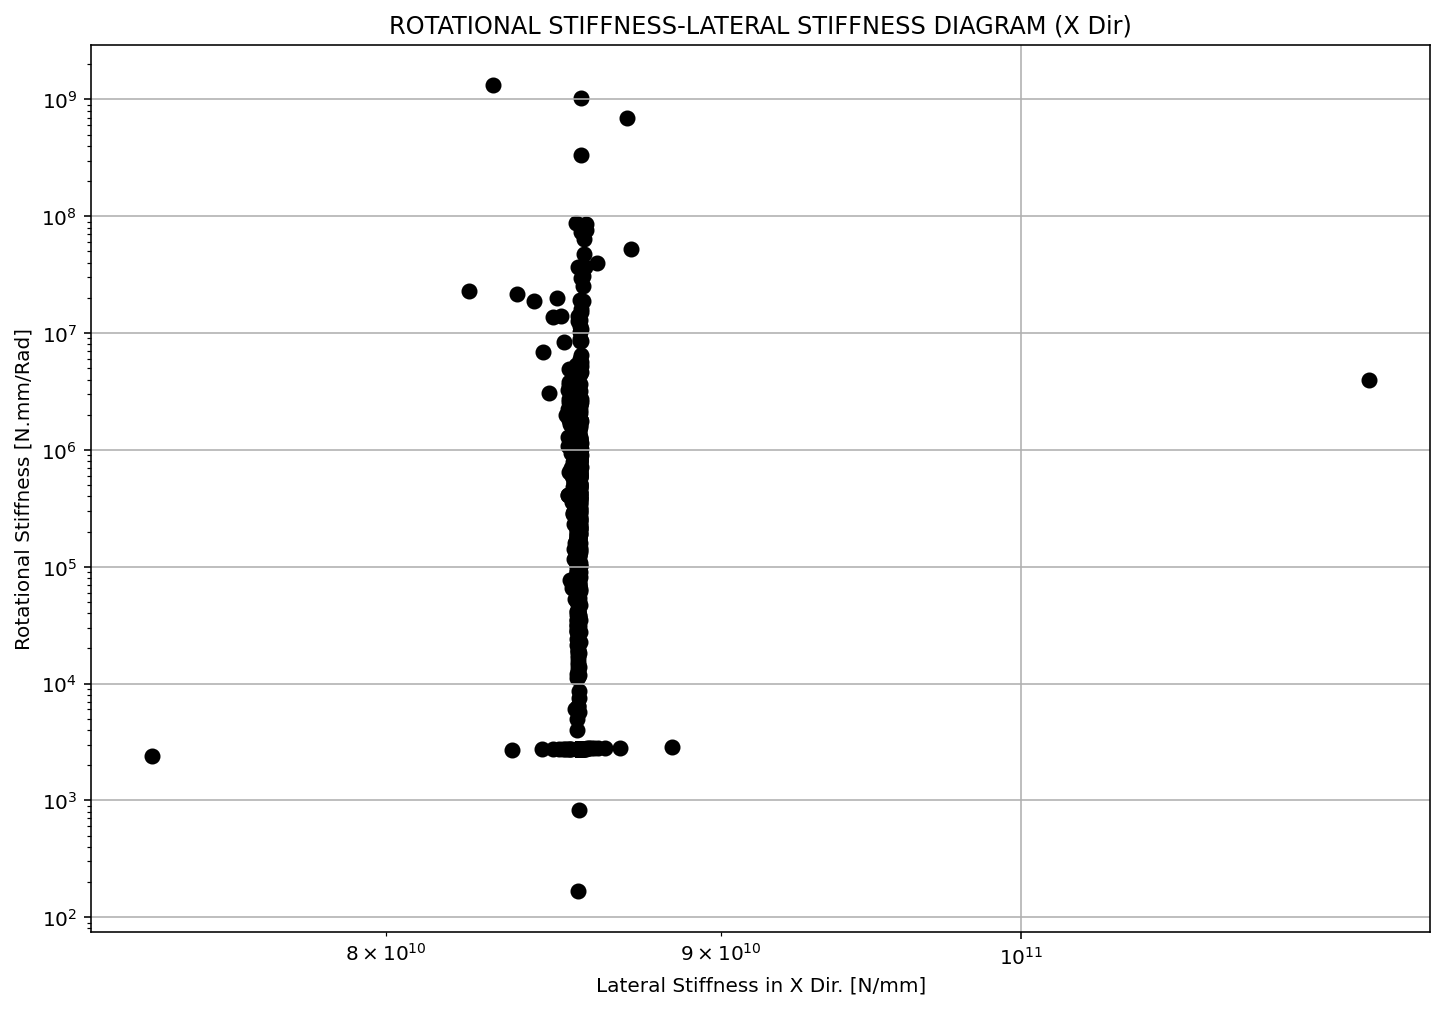 ROTATIONAL STIFFNESS-LATERAL STIFFNESS DIAGRAM (X Dir)
Rotational Stiffness [N.mm/Rad]
10⁹
10⁸
10⁷
10⁶
10⁵
10⁴
10³
10²
8 × 10¹⁰ 9 × 10¹⁰ 10¹¹
Lateral Stiffness in X Dir. [N/mm]